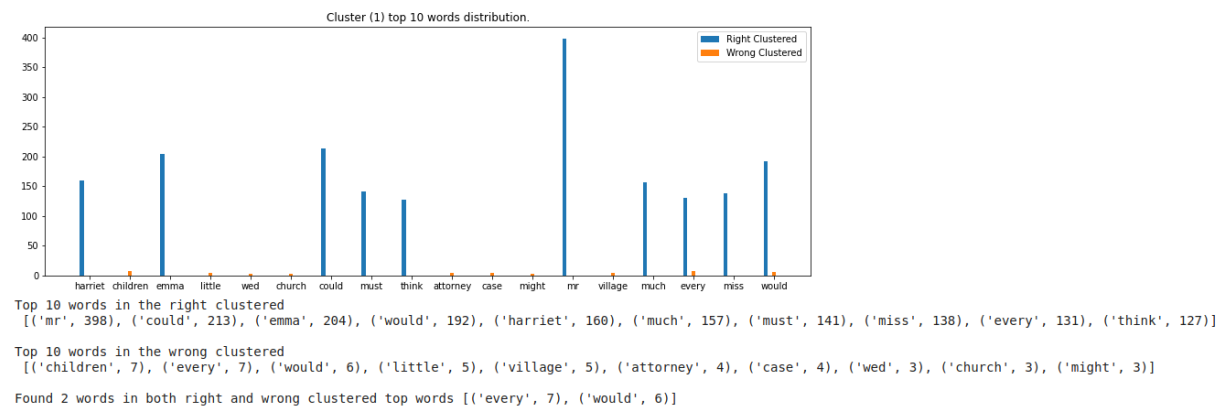 Cluster (1) top 10 words distribution.
Right Clustered
Wrong Clustered
400
350
300
250
200
150
100
50
0
harriet children emma little wed church could must think attorney case might mr village much every miss would
Top 10 words in the right clustered
[('mr', 398), ('could', 213), ('emma', 204), ('would', 192), ('harriet', 160), ('much', 157), ('must', 141), ('miss', 138), ('every', 131), ('think', 127)]
Top 10 words in the wrong clustered
[('children', 7), ('every', 7), ('would', 6), ('little', 5), ('village', 5), ('attorney', 4), ('case', 4), ('wed', 3), ('church', 3), ('might', 3)]
Found 2 words in both right and wrong clustered top words [('every', 7), ('would', 6)]